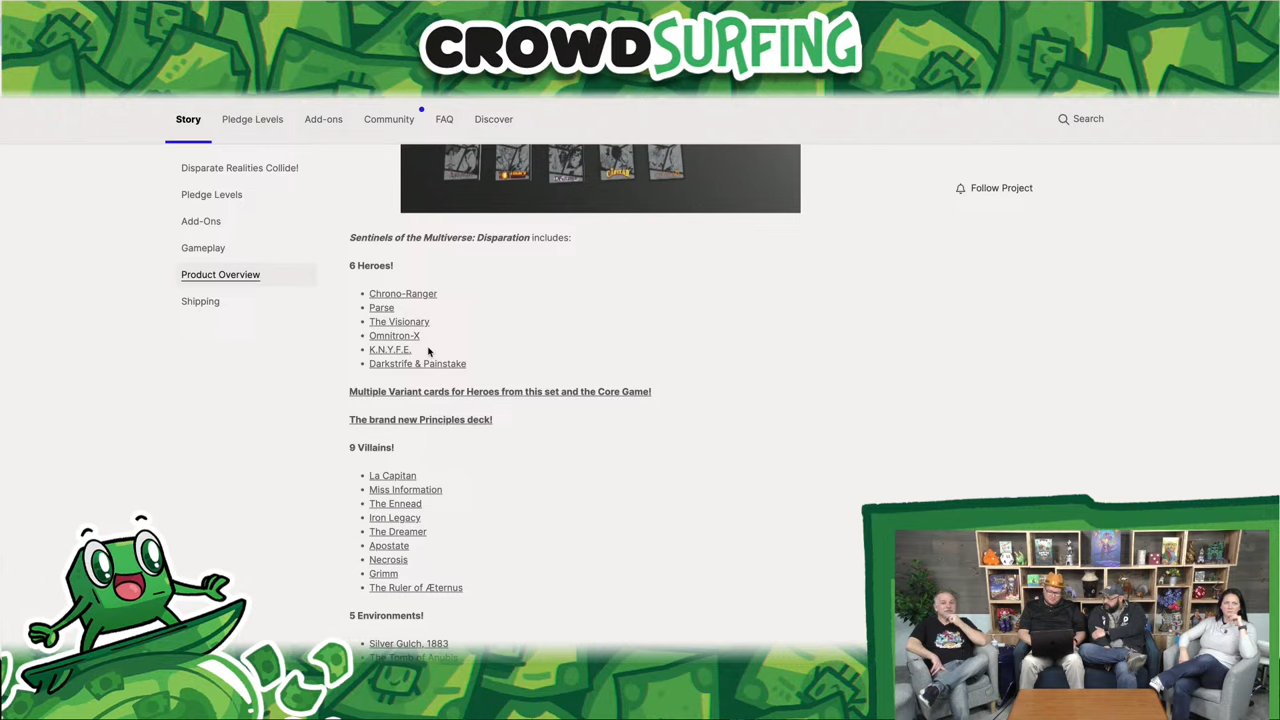 CROWDSURFING
Story Pledge Levels Add-ons Community FAQ Discover Search
Disparate Realities Collide!
Pledge Levels
Add-Ons
Gameplay
Product Overview
Shipping
Follow Project
Sentinels of the Multiverse: Disparation includes:
6 Heroes!
• Chrono-Ranger
• Parse
• The Visionary
• Omnitron-X
• K.N.Y.F.E.
• Darkstrife & Painstake
Multiple Variant cards for Heroes from this set and the Core Game!
The brand new Principles deck!
9 Villains!
• La Capitan
• Miss Information
• The Ennead
• Iron Legacy
• The Dreamer
• Apostate
• Necrosis
• Grimm
• The Ruler of Æternus
5 Environments!
• Silver Gulch, 1883
• The Tomb of Anubis